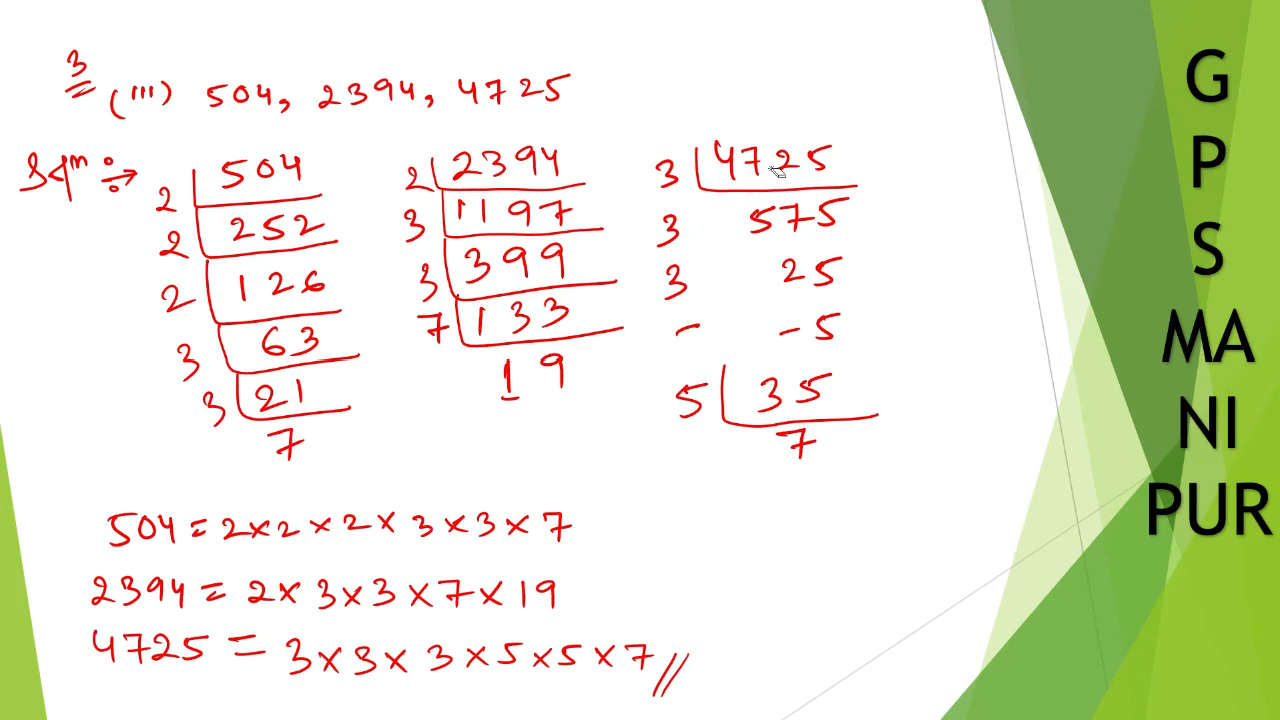 3
(III) 504, 2394, 4725
Solⁿ ÷→
2 504
2 252
2 126
3 63
3 21
7
2 2394
3 1197
3 399
7 133
19
3 4725
3 575
3 25
- -5
5 35
7
504 = 2×2×2×3×3×7
2394 = 2×3×3×7×19
4725 = 3×3×3×5×5×7//
G
P
S
MA
NI
PUR